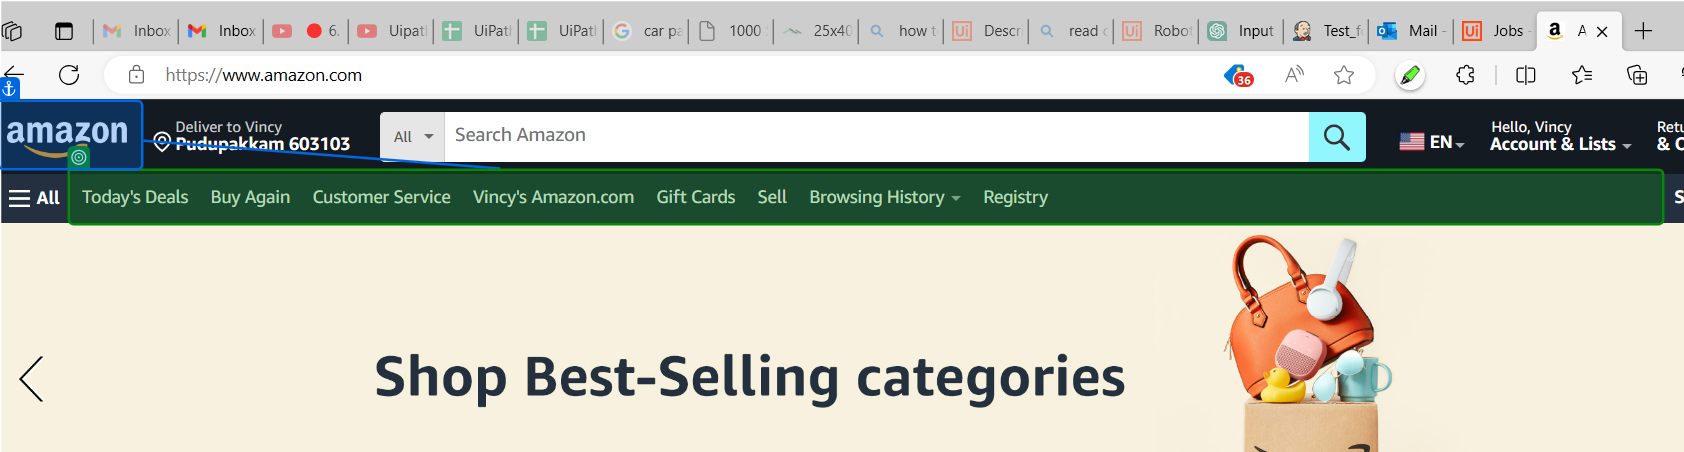 Inbox
Inbox
6.
Uipat
UiPat
UiPat
car pa
1000
25x40
how t
Descri
read
Robot
Input
Test_f
Mail -
Jobs -
A
https://www.amazon.com
36
amazon
Deliver to Vincy
Pudupakkam 603103
All
Search Amazon
EN
Hello, Vincy
Account & Lists
Retu
& O
All
Today's Deals
Buy Again
Customer Service
Vincy's Amazon.com
Gift Cards
Sell
Browsing History
Registry
S
Shop Best-Selling categories